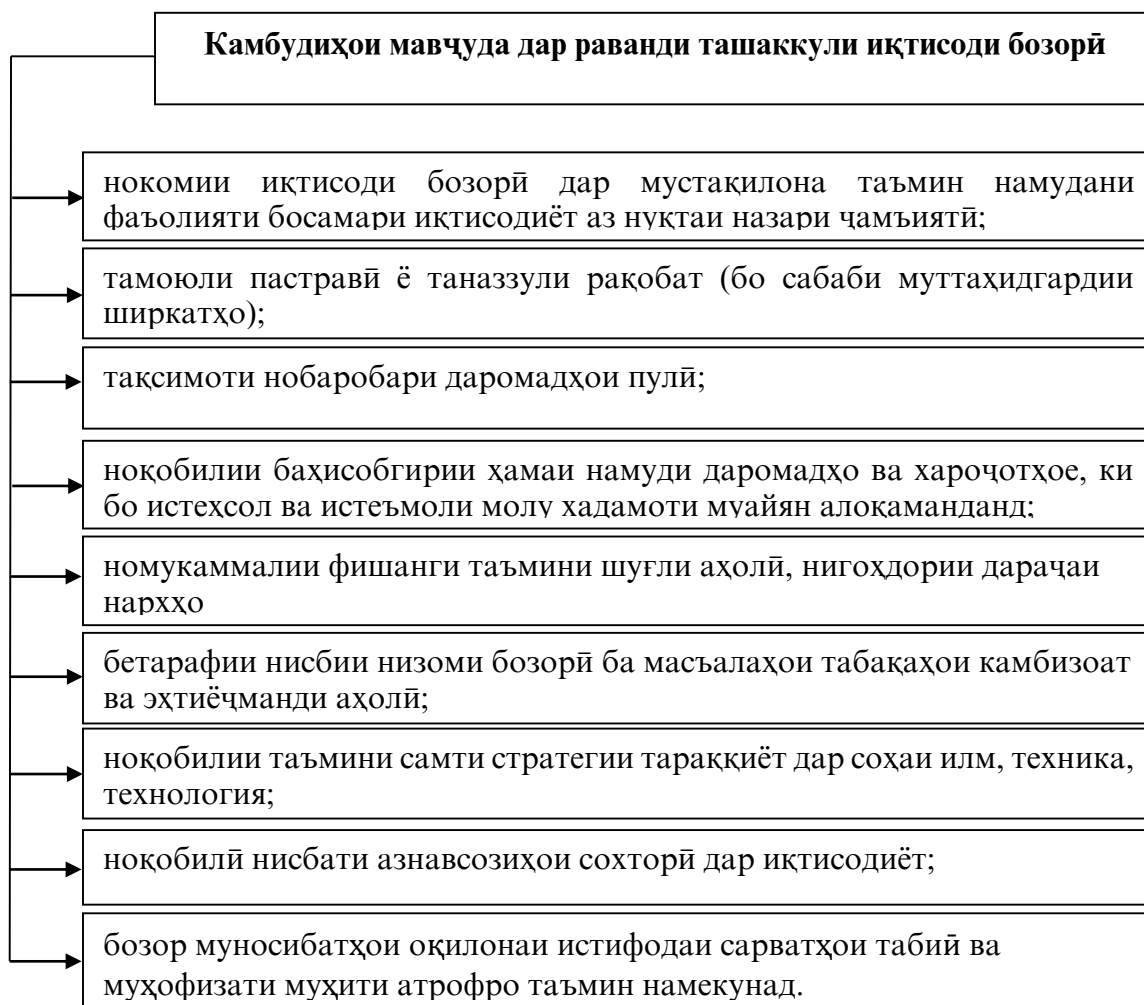 Камбудиҳои мавҷуда дар раванди ташаккули иқтисоди бозорӣ
нокомии иқтисоди бозорӣ дар мустақилона таъмин намудани
фаъолияти босамари иқтисодиёт аз нуқтаи назари ҷамъиятӣ;
тамоюли пастравӣ ё таназзули рақобат (бо сабаби муттаҳидгардии
ширкатҳо);
тақсимоти нобаробари даромадҳои пулӣ;
ноқобилии баҳисобгирии ҳамаи намуди даромадҳо ва хароҷотҳое, ки
бо истеҳсол ва истеъмоли молу хадамоти муайян алоқаманданд;
номукаммалии фишанги таъмини шуғли аҳолӣ, нигоҳдории дараҷаи
нархҳо
бетарафии нисбии низоми бозорӣ ба масъалаҳои табақаҳои камбизоат
ва эҳтиёҷманди аҳолӣ;
ноқобилии таъмини самти стратегии тараққиёт дар соҳаи илм, техника,
технология;
ноқобилӣ нисбати азнавсозиҳои сохторӣ дар иқтисодиёт;
бозор муносибатҳои оқилонаи истифодаи сарватҳои табиӣ ва
муҳофизати муҳити атрофро таъмин намекунад.